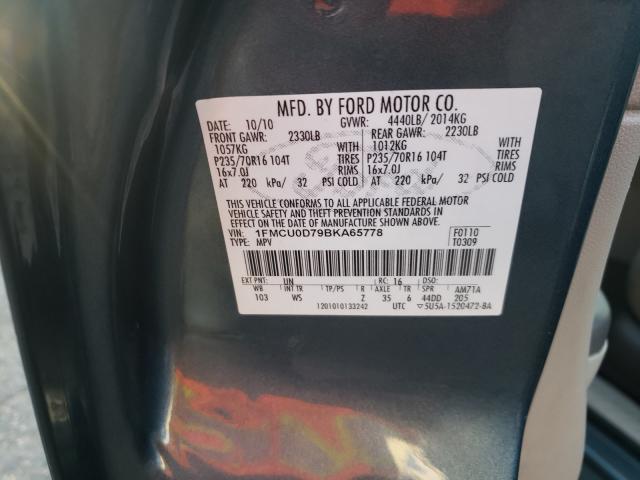 MFD. BY FORD MOTOR CO.
DATE: 10/10 GVWR: 4440LB/ 2014KG
FRONT GAWR: 2330LB REAR GAWR: 2230LB
1057KG WITH 1012KG WITH
P235/70R16 104T TIRES P235/70R16 104T TIRES
16x7.0J RIMS 16x7.0J RIMS
AT 220 kPa/ 32 PSI COLD AT 220 kPa/ 32 PSI COLD
THIS VEHICLE CONFORMS TO ALL APPLICABLE FEDERAL MOTOR
VEHICLE SAFETY AND THEFT PREVENTION STANDARDS IN
EFFECT ON THE DATE OF MANUFACTURE SHOWN ABOVE.
VIN: 1FMCU0D79BKA65778 F0110
TYPE: MPV T0309
EXT PNT: UN RC: 16 DSO:
WB INT TR TP/PS R AXLE TR AM71A
103 WS Z 35 6 44DD 205
1201010133242 UTC ▽5U5A-1520472-BA